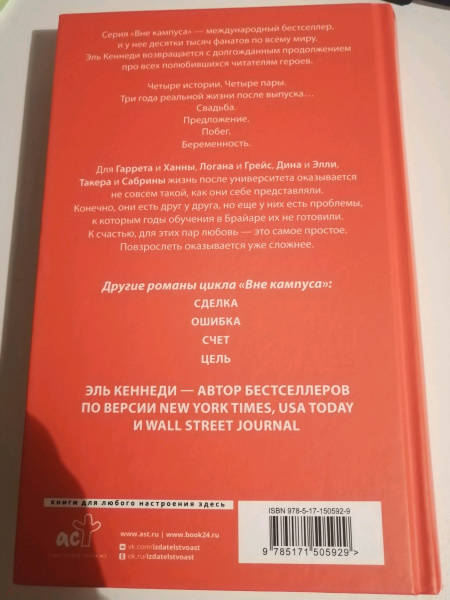 Серия «Вне кампуса» — международный бестселлер,
и у нее десятки тысяч фанатов по всему миру.
Эль Кеннеди возвращается с долгожданным продолжением
про всех полюбившихся читателям героев.
Четыре истории. Четыре пары.
Три года реальной жизни после выпуска...
Свадьба.
Предложение.
Побег.
Беременность.
Для Гаррета и Ханны, Логана и Грейс, Дина и Элли,
Такера и Сабрины жизнь после университета оказывается
не совсем такой, как они себе представляли.
Конечно, они есть друг у друга, но еще у них есть проблемы,
к которым годы обучения в Брайаре их не готовили.
К счастью, для этих пар любовь — это самое простое.
Повзрослеть оказывается уже сложнее.
Другие романы цикла «Вне кампуса»:
СДЕЛКА
ОШИБКА
СЧЕТ
ЦЕЛЬ
ЭЛЬ КЕННЕДИ — АВТОР БЕСТСЕЛЛЕРОВ
ПО ВЕРСИИ NEW YORK TIMES, USA TODAY
И WALL STREET JOURNAL
книги для любого настроения здесь
аст
www.ast.ru | www.book24.ru
vk.com/izdatelstvoast
ok.ru/izdatelstvoast
ISBN 978-5-17-150592-9
9 785171 505929 >